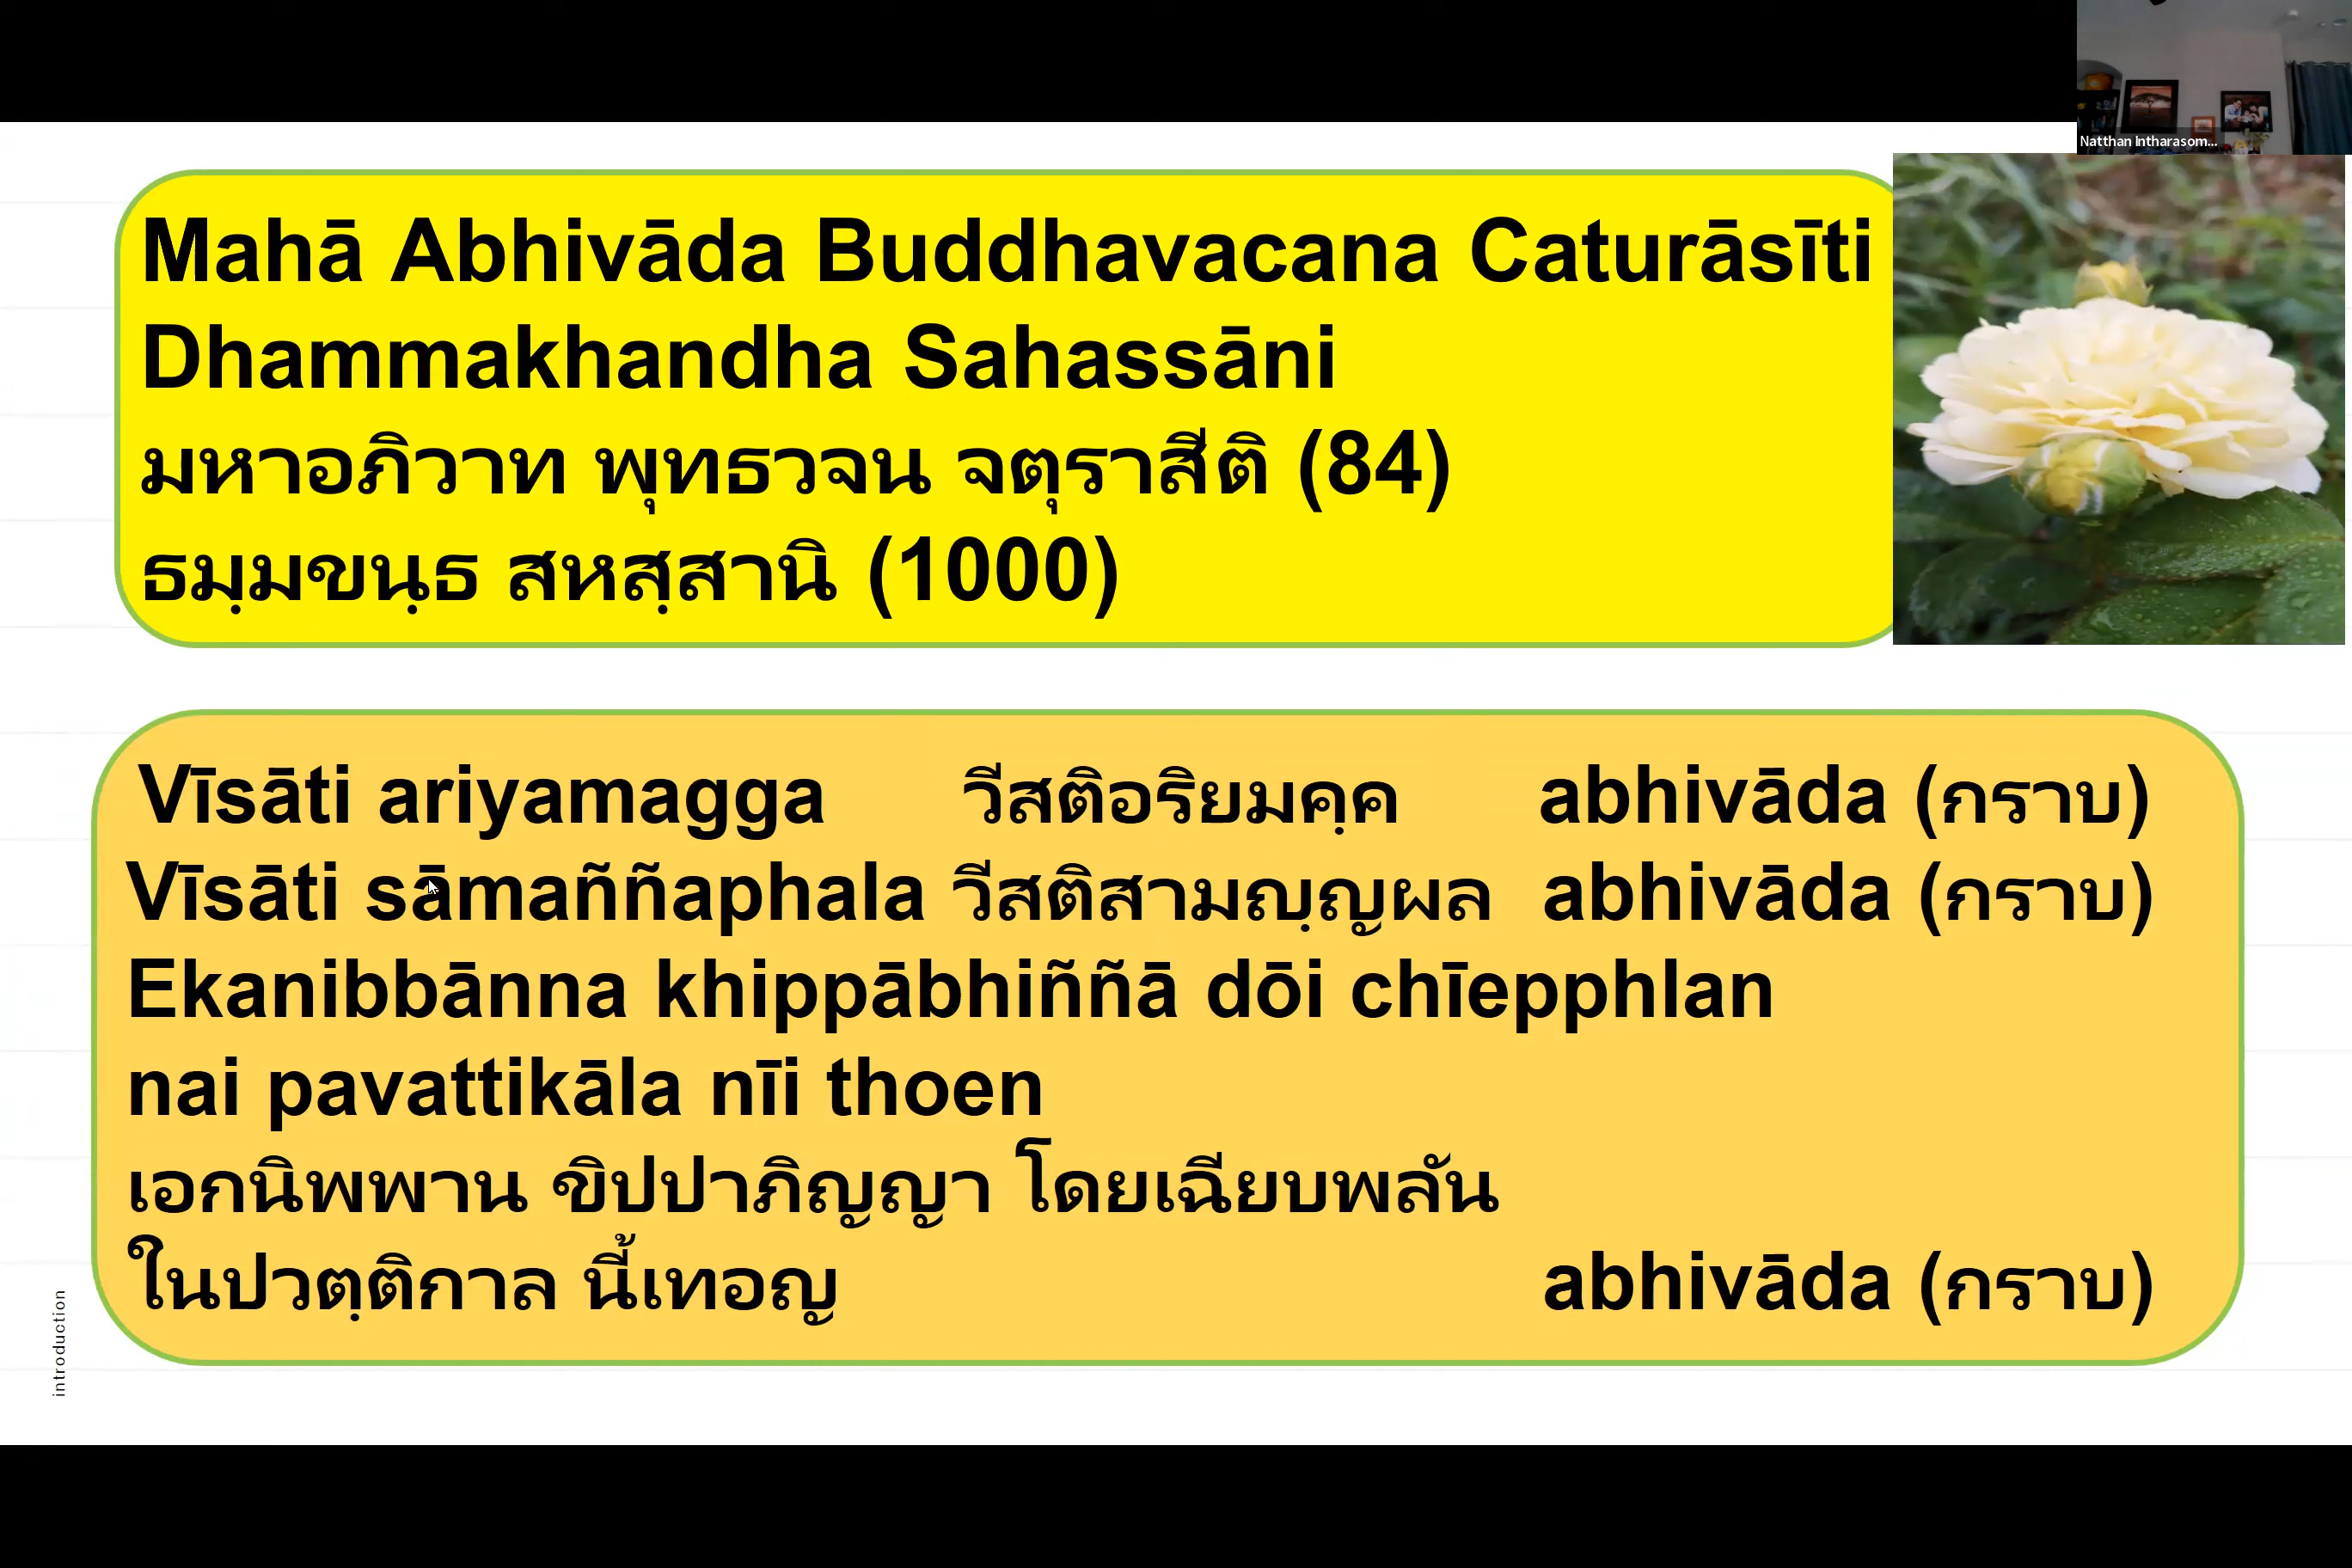 Natthan Intharasom...
Mahā Abhivāda Buddhavacana Caturāsīti
Dhammakhandha Sahassāni
มหาอภิวาท พุทธวจน จตุราสีติ (84)
ธมฺมขนฺธ สหสฺสานิ (1000)
Vīsāti ariyamagga วีสติอริยมคฺค abhivāda (กราบ)
Vīsāti sāmaññaphala วีสติสามญฺญผล abhivāda (กราบ)
Ekanibbānna khippābhiññā dōi chīepphlan
nai pavattikāla nīi thoen
เอกนิพพาน ขิปปาภิญญา โดยเฉียบพลัน
ในปวตฺติกาล นี้เทอญ abhivāda (กราบ)
introduction